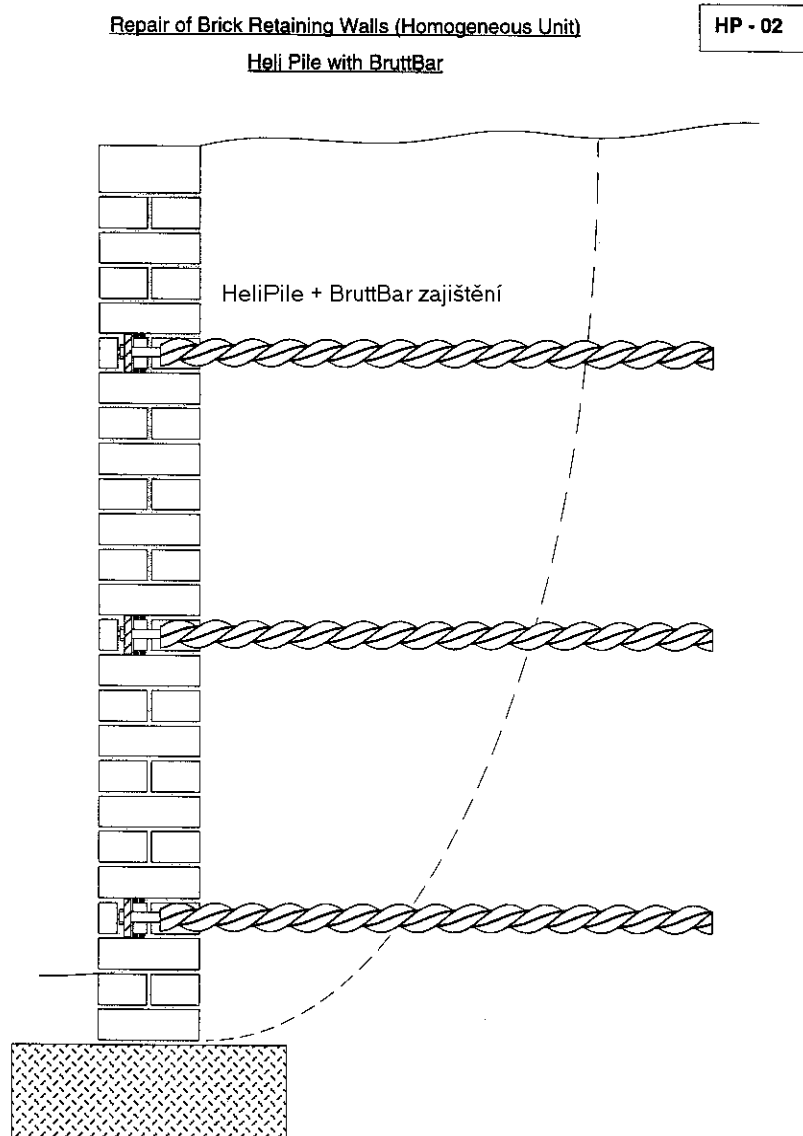 Repair of Brick Retaining Walls (Homogeneous Unit)
HP - 02
Heli Pile with BruttBar
HeliPile + BruttBar zajištění